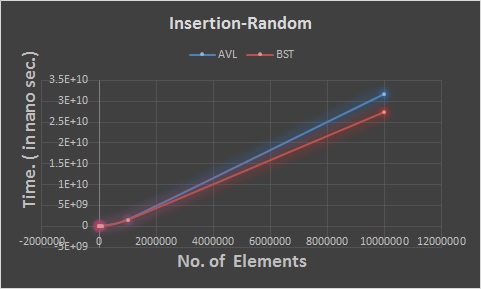 Insertion-Random
AVL BST
Time. ( in nano sec.)
3.5E+10
3E+10
2.5E+10
2E+10
1.5E+10
1E+10
5E+09
0
-5E+09
-2000000 0 2000000 4000000 6000000 8000000 10000000 12000000
No. of Elements